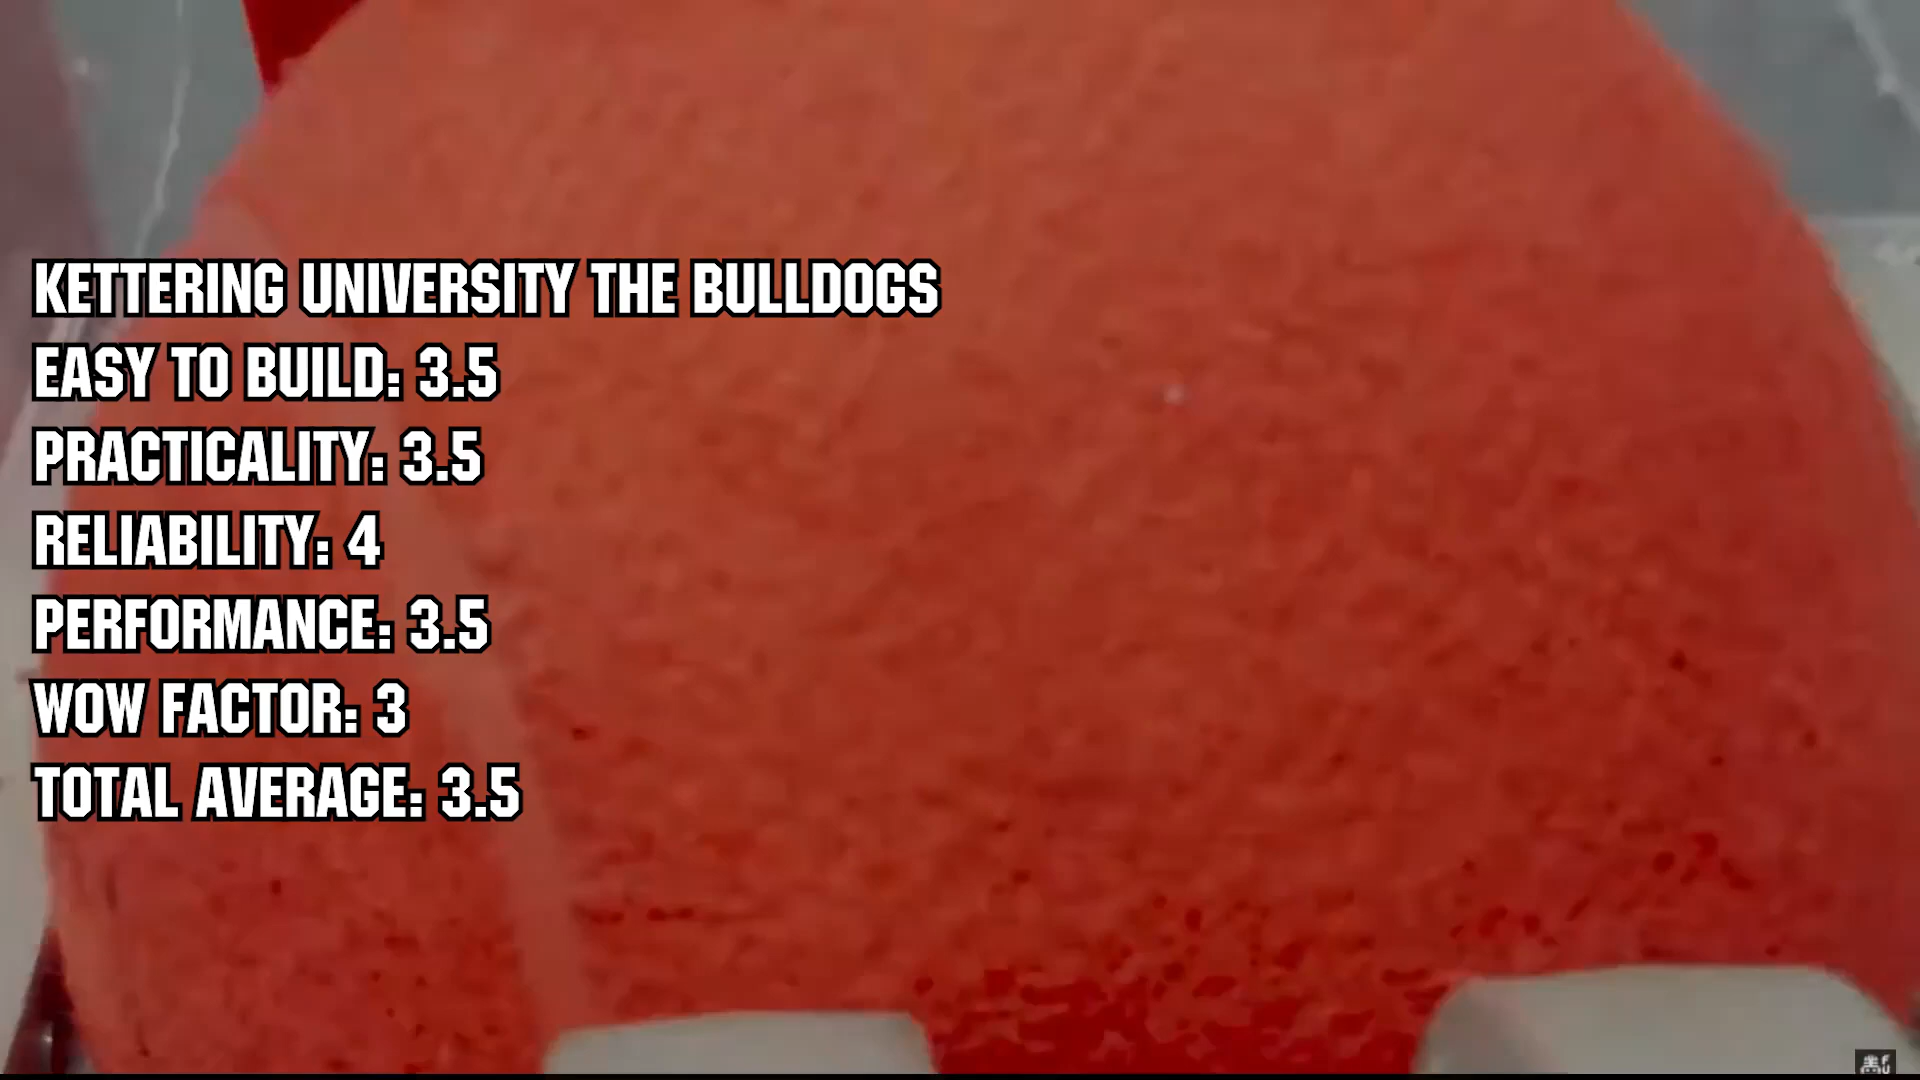 KETTERING UNIVERSITY THE BULLDOGS
EASY TO BUILD: 3.5
PRACTICALITY: 3.5
RELIABILITY: 4
PERFORMANCE: 3.5
WOW FACTOR: 3
TOTAL AVERAGE: 3.5